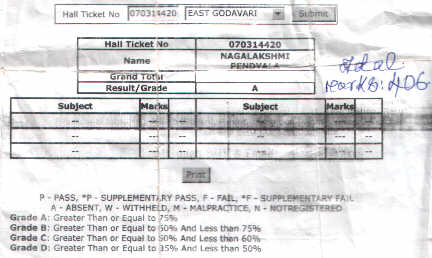 Hall Ticket No 070314420 EAST GODAVARI Submit
Hall Ticket No 070314420
Name NAGALAKSHMI PENDYALA
Grand Total
Result/Grade A
Total Marks: 406
Subject Marks Subject Marks
-- -- -- -- -- --
-- -- -- -- -- --
-- -- -- -- -- --
Print
P - PASS, *P - SUPPLEMENTARY PASS, F - FAIL, *F - SUPPLEMENTARY FAIL
A - ABSENT, W - WITHHELD, M - MALPRACTICE, N - NOTREGISTERED
Grade A: Greater Than or Equal to 75%
Grade B: Greater Than or Equal to 60% And Less than 75%
Grade C: Greater Than or Equal to 50% And Less than 60%
Grade D: Greater Than or Equal to 35% And Less than 50%